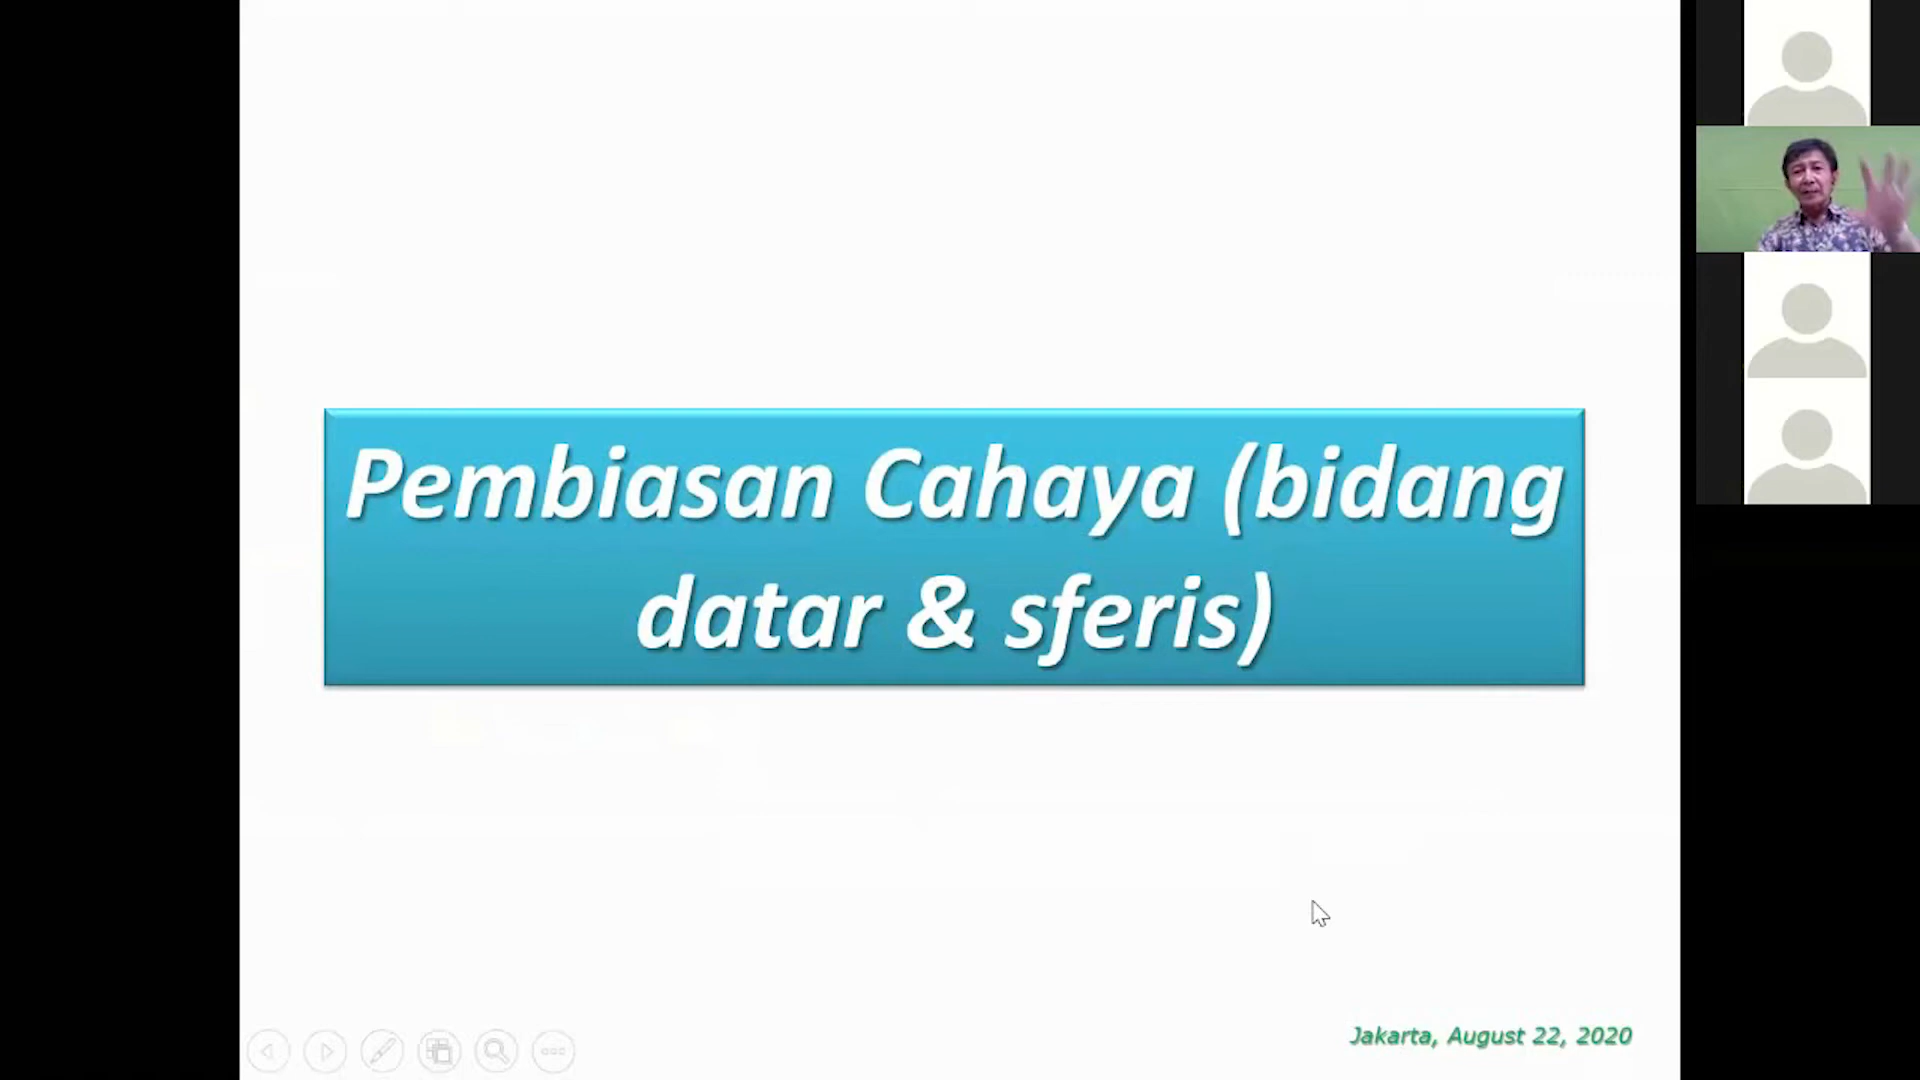 Pembiasan Cahaya (bidang
datar & sferis)
Jakarta, August 22, 2020